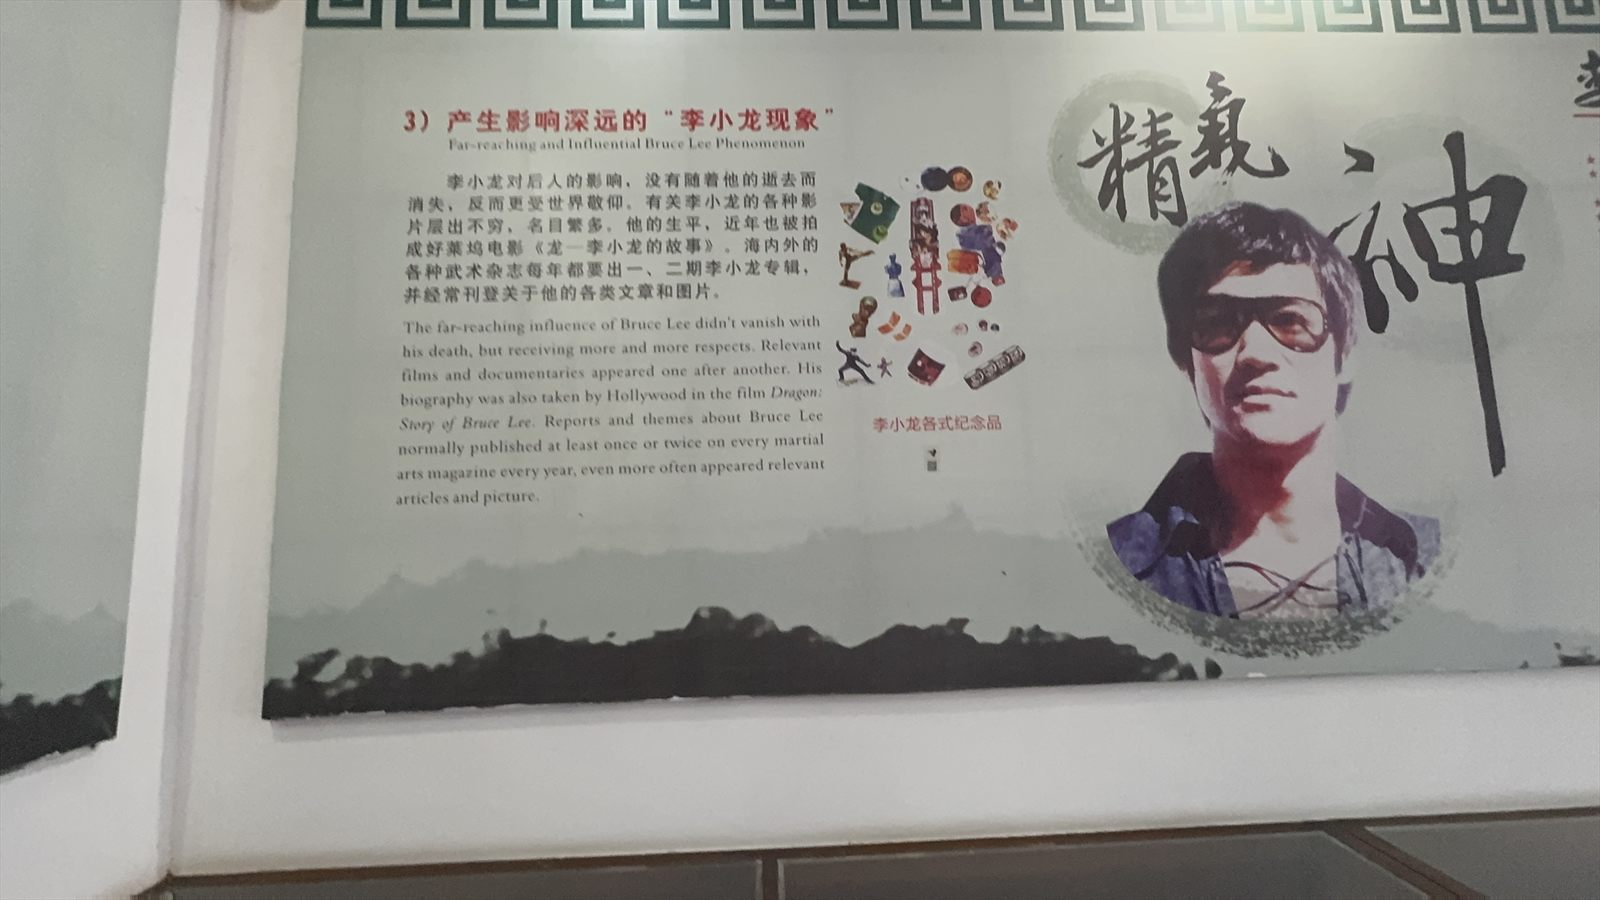 3）产生影响深远的“李小龙现象”
Far-reaching and Influential Bruce Lee Phenomenon
李小龙对后人的影响，没有随着他的逝去而
消失，反而更受世界敬仰。有关李小龙的各种影
片层出不穷，名目繁多。他的生平，近年也被拍
成好莱坞电影《龙—李小龙的故事》。海内外的
各种武术杂志每年都要出一、二期李小龙专辑，
并经常刊登关于他的各类文章和图片。
The far-reaching influence of Bruce Lee didn't vanish with
his death, but receiving more and more respects. Relevant
films and documentaries appeared one after another. His
biography was also taken by Hollywood in the film Dragon:
Story of Bruce Lee. Reports and themes about Bruce Lee
normally published at least once or twice on every martial
arts magazine every year, even more often appeared relevant
articles and picture.
李小龙各式纪念品
精氣
神